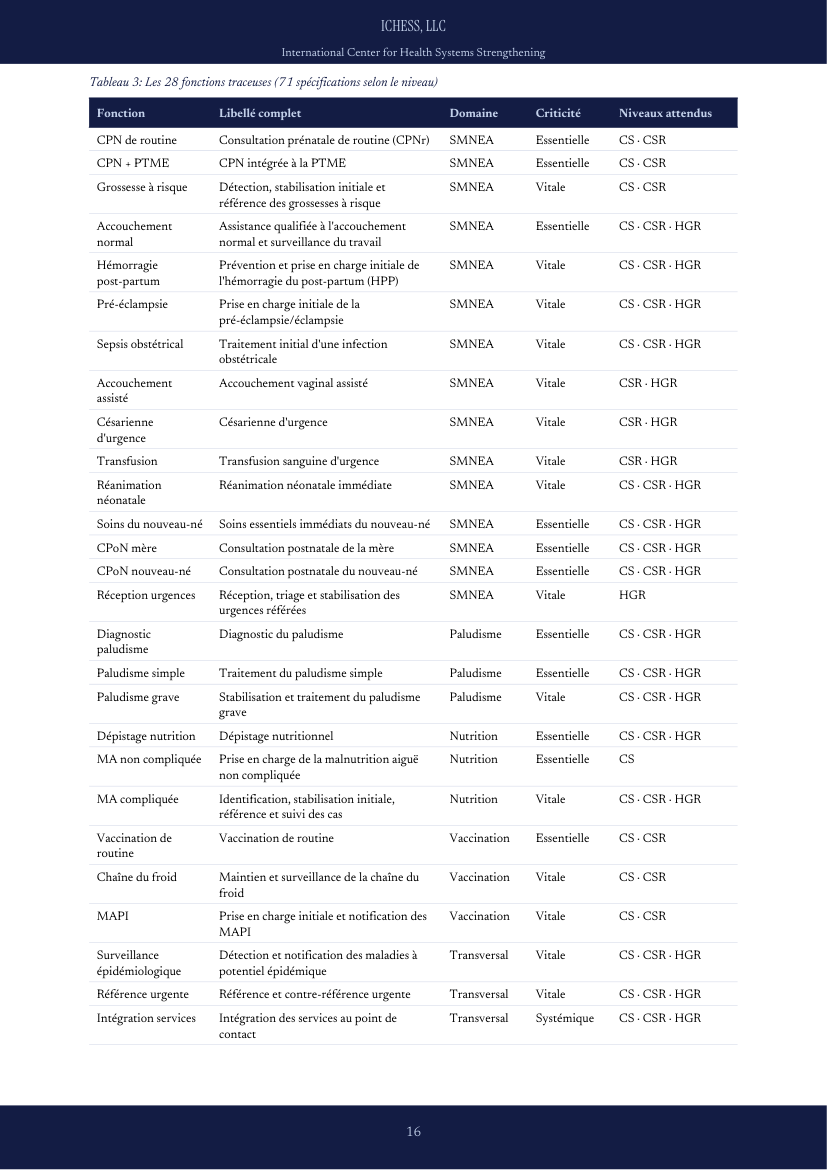 ICHESS, LLC
International Center for Health Systems Strengthening
Tableau 3: Les 28 fonctions traceuses (71 spécifications selon le niveau)
Fonction Libellé complet Domaine Criticité Niveaux attendus
CPN de routine Consultation prénatale de routine (CPNr) SMNEA Essentielle CS · CSR
CPN + PTME CPN intégrée à la PTME SMNEA Essentielle CS · CSR
Grossesse à risque Détection, stabilisation initiale et SMNEA Vitale CS · CSR
référence des grossesses à risque
Accouchement Assistance qualifiée à l'accouchement SMNEA Essentielle CS · CSR · HGR
normal normal et surveillance du travail
Hémorragie Prévention et prise en charge initiale de SMNEA Vitale CS · CSR · HGR
post-partum l'hémorragie du post-partum (HPP)
Pré-éclampsie Prise en charge initiale de la SMNEA Vitale CS · CSR · HGR
pré-éclampsie/éclampsie
Sepsis obstétrical Traitement initial d'une infection SMNEA Vitale CS · CSR · HGR
obstétricale
Accouchement Accouchement vaginal assisté SMNEA Vitale CSR · HGR
assisté
Césarienne Césarienne d'urgence SMNEA Vitale CSR · HGR
d'urgence
Transfusion Transfusion sanguine d'urgence SMNEA Vitale CSR · HGR
Réanimation Réanimation néonatale immédiate SMNEA Vitale CS · CSR · HGR
néonatale
Soins du nouveau-né Soins essentiels immédiats du nouveau-né SMNEA Essentielle CS · CSR · HGR
CPoN mère Consultation postnatale de la mère SMNEA Essentielle CS · CSR · HGR
CPoN nouveau-né Consultation postnatale du nouveau-né SMNEA Essentielle CS · CSR · HGR
Réception urgences Réception, triage et stabilisation des SMNEA Vitale HGR
urgences référées
Diagnostic Diagnostic du paludisme Paludisme Essentielle CS · CSR · HGR
paludisme
Paludisme simple Traitement du paludisme simple Paludisme Essentielle CS · CSR · HGR
Paludisme grave Stabilisation et traitement du paludisme Paludisme Vitale CS · CSR · HGR
grave
Dépistage nutrition Dépistage nutritionnel Nutrition Essentielle CS · CSR · HGR
MA non compliquée Prise en charge de la malnutrition aiguë Nutrition Essentielle CS
non compliquée
MA compliquée Identification, stabilisation initiale, Nutrition Vitale CS · CSR · HGR
référence et suivi des cas
Vaccination de Vaccination de routine Vaccination Essentielle CS · CSR
routine
Chaîne du froid Maintien et surveillance de la chaîne du Vaccination Vitale CS · CSR
froid
MAPI Prise en charge initiale et notification des Vaccination Vitale CS · CSR
MAPI
Surveillance Détection et notification des maladies à Transversal Vitale CS · CSR · HGR
épidémiologique potentiel épidémique
Référence urgente Référence et contre-référence urgente Transversal Vitale CS · CSR · HGR
Intégration services Intégration des services au point de Transversal Systémique CS · CSR · HGR
contact
16